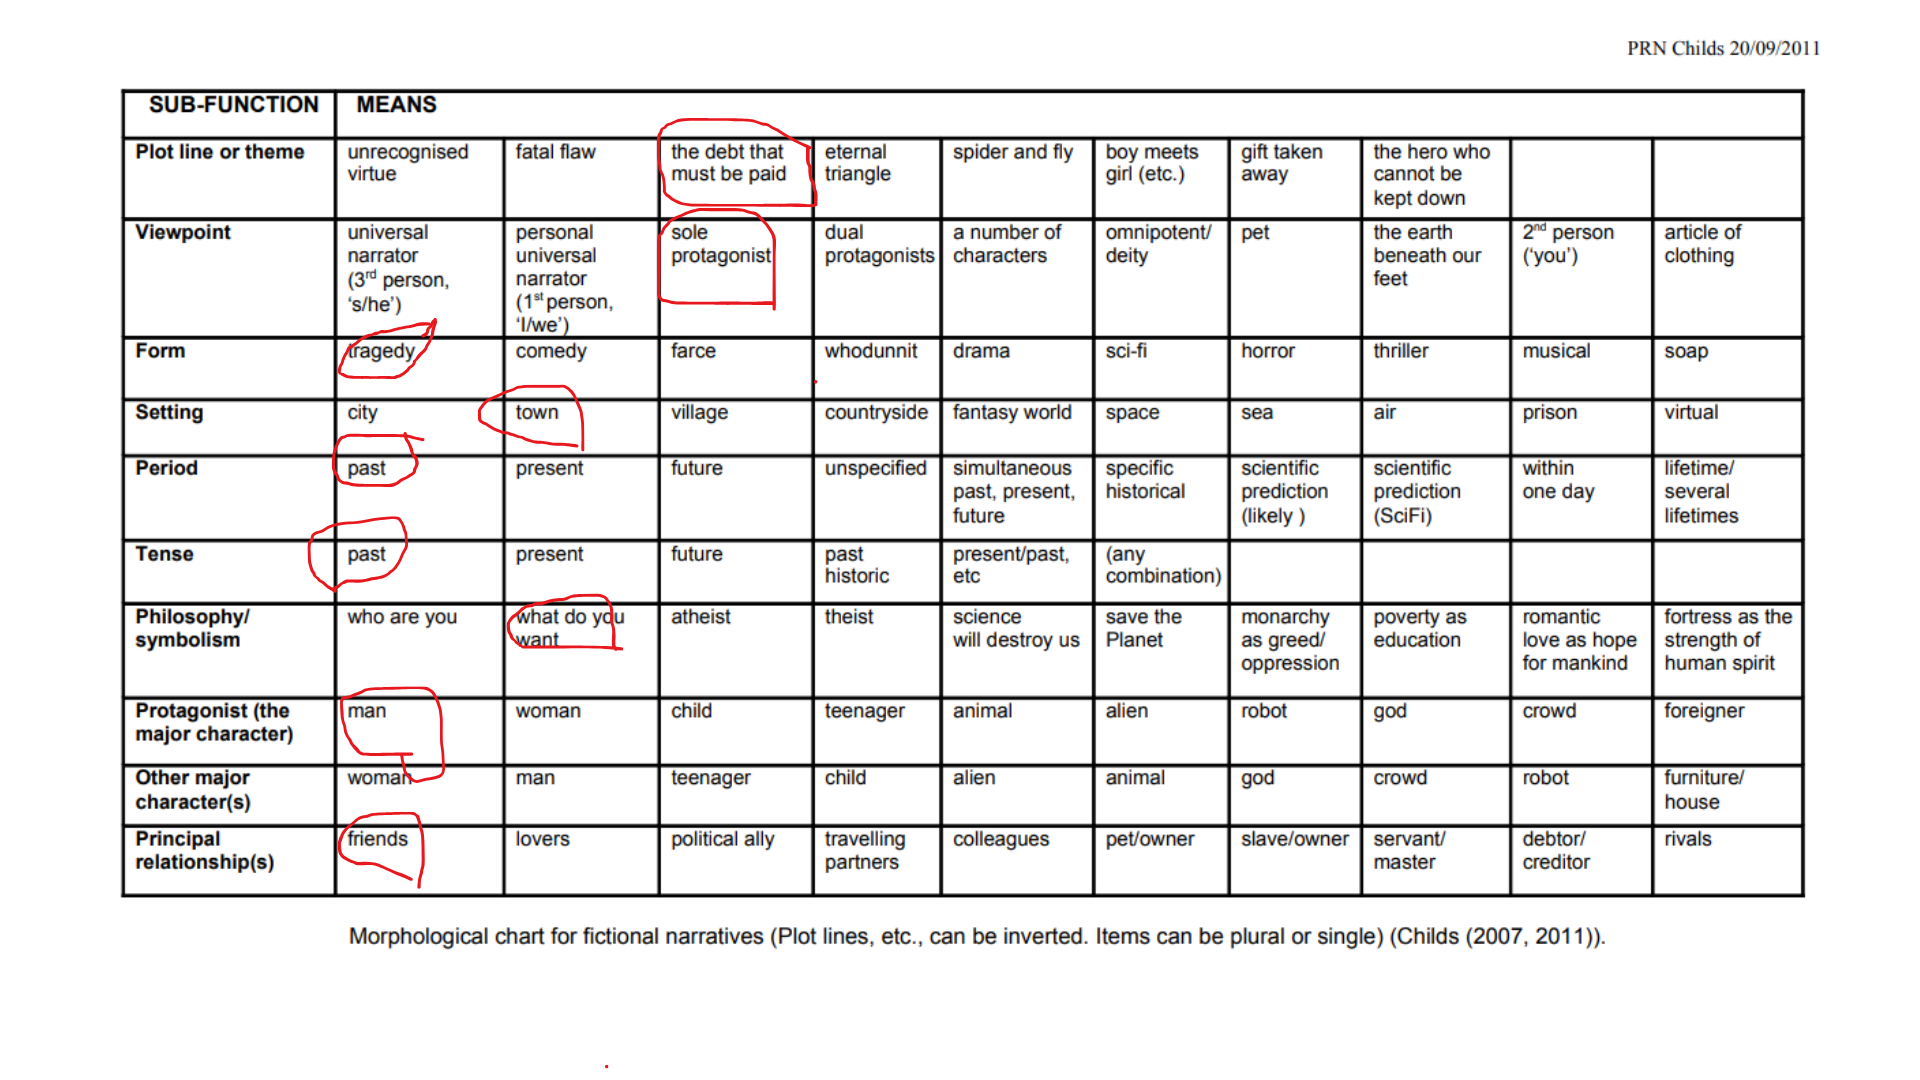 PRN Childs 20/09/2011
SUB-FUNCTION MEANS
Plot line or theme
unrecognised
virtue
fatal flaw
the debt that
must be paid
eternal
triangle
spider and fly
boy meets
girl (etc.)
gift taken
away
the hero who
cannot be
kept down
Viewpoint
universal
narrator
(3rd person,
‘s/he’)
personal
universal
narrator
(1st person,
‘I/we’)
sole
protagonist
dual
protagonists
a number of
characters
omnipotent/
deity
pet
the earth
beneath our
feet
2nd person
(‘you’)
article of
clothing
Form
tragedy
comedy
farce
whodunnit
drama
sci-fi
horror
thriller
musical
soap
Setting
city
town
village
countryside
fantasy world
space
sea
air
prison
virtual
Period
past
present
future
unspecified
simultaneous
past, present,
future
specific
historical
scientific
prediction
(likely )
scientific
prediction
(SciFi)
within
one day
lifetime/
several
lifetimes
Tense
past
present
future
past
historic
present/past,
etc
(any
combination)
Philosophy/
symbolism
who are you
what do you
want
atheist
theist
science
will destroy us
save the
Planet
monarchy
as greed/
oppression
poverty as
education
romantic
love as hope
for mankind
fortress as the
strength of
human spirit
Protagonist (the
major character)
man
woman
child
teenager
animal
alien
robot
god
crowd
foreigner
Other major
character(s)
woman
man
teenager
child
alien
animal
god
crowd
robot
furniture/
house
Principal
relationship(s)
friends
lovers
political ally
travelling
partners
colleagues
pet/owner
slave/owner
servant/
master
debtor/
creditor
rivals
Morphological chart for fictional narratives (Plot lines, etc., can be inverted. Items can be plural or single) (Childs (2007, 2011)).